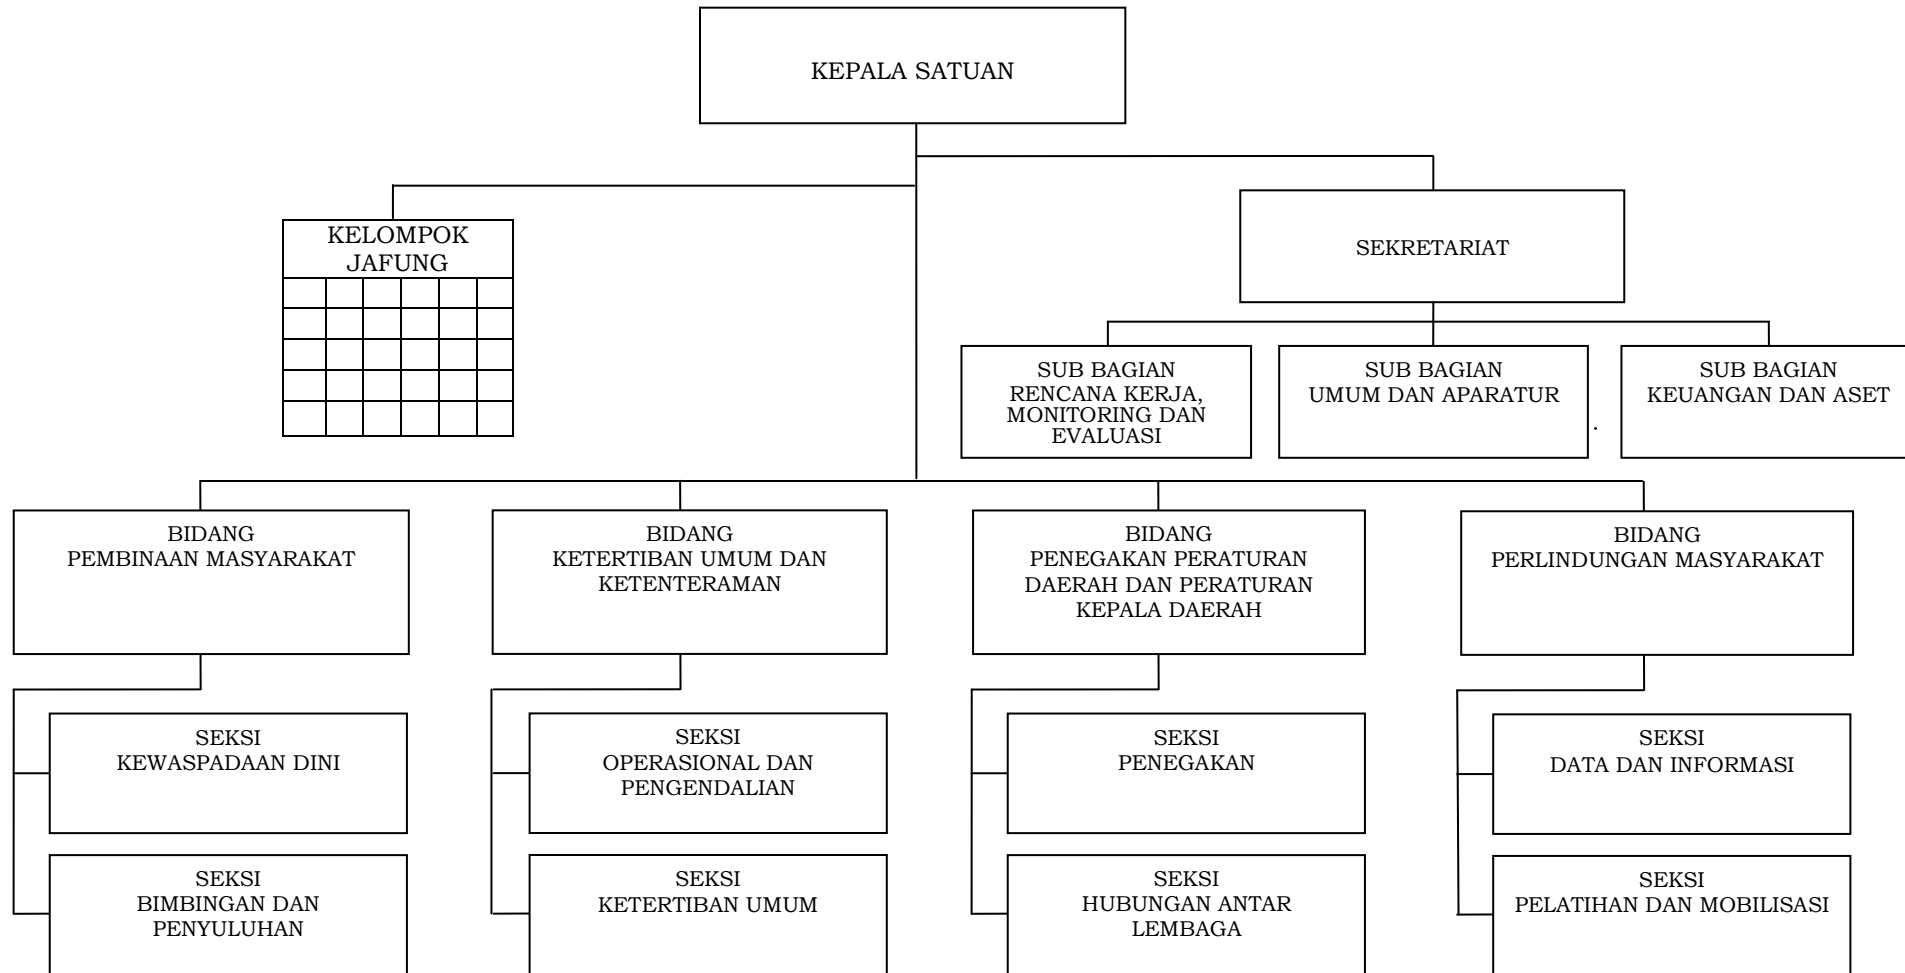 KEPALA SATUAN
KELOMPOK
JAFUNG
SEKRETARIAT
SUB BAGIAN
RENCANA KERJA,
MONITORING DAN
EVALUASI
SUB BAGIAN
UMUM DAN APARATUR
.
SUB BAGIAN
KEUANGAN DAN ASET
BIDANG
PEMBINAAN MASYARAKAT
BIDANG
KETERTIBAN UMUM DAN
KETENTERAMAN
BIDANG
PENEGAKAN PERATURAN
DAERAH DAN PERATURAN
KEPALA DAERAH
BIDANG
PERLINDUNGAN MASYARAKAT
SEKSI
KEWASPADAAN DINI
SEKSI
OPERASIONAL DAN
PENGENDALIAN
SEKSI
PENEGAKAN
SEKSI
DATA DAN INFORMASI
SEKSI
BIMBINGAN DAN
PENYULUHAN
SEKSI
KETERTIBAN UMUM
SEKSI
HUBUNGAN ANTAR
LEMBAGA
SEKSI
PELATIHAN DAN MOBILISASI